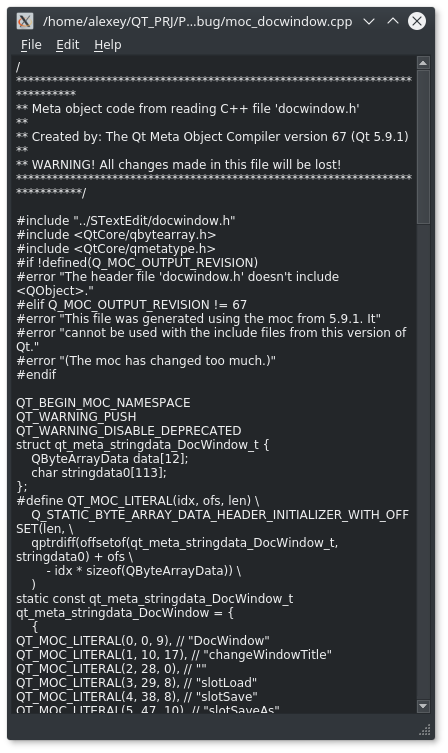 /home/alexey/QT_PRJ/P...bug/moc_docwindow.cpp
File Edit Help
/
******************************************************************
**********
** Meta object code from reading C++ file 'docwindow.h'
**
** Created by: The Qt Meta Object Compiler version 67 (Qt 5.9.1)
**
** WARNING! All changes made in this file will be lost!
******************************************************************
***********/
#include "../STextEdit/docwindow.h"
#include <QtCore/qbytearray.h>
#include <QtCore/qmetatype.h>
#if !defined(Q_MOC_OUTPUT_REVISION)
#error "The header file 'docwindow.h' doesn't include
<QObject>."
#elif Q_MOC_OUTPUT_REVISION != 67
#error "This file was generated using the moc from 5.9.1. It"
#error "cannot be used with the include files from this version of
Qt."
#error "(The moc has changed too much.)"
#endif
QT_BEGIN_MOC_NAMESPACE
QT_WARNING_PUSH
QT_WARNING_DISABLE_DEPRECATED
struct qt_meta_stringdata_DocWindow_t {
    QByteArrayData data[12];
    char stringdata0[113];
};
#define QT_MOC_LITERAL(idx, ofs, len) \
    Q_STATIC_BYTE_ARRAY_DATA_HEADER_INITIALIZER_WITH_OFF
SET(len, \
    qptrdiff(offsetof(qt_meta_stringdata_DocWindow_t,
stringdata0) + ofs \
        - idx * sizeof(QByteArrayData)) \
    )
static const qt_meta_stringdata_DocWindow_t
qt_meta_stringdata_DocWindow = {
    {
QT_MOC_LITERAL(0, 0, 9), // "DocWindow"
QT_MOC_LITERAL(1, 10, 17), // "changeWindowTitle"
QT_MOC_LITERAL(2, 28, 0), // ""
QT_MOC_LITERAL(3, 29, 8), // "slotLoad"
QT_MOC_LITERAL(4, 38, 8), // "slotSave"
QT_MOC_LITERAL(5, 47, 10), // "slotSaveAs"